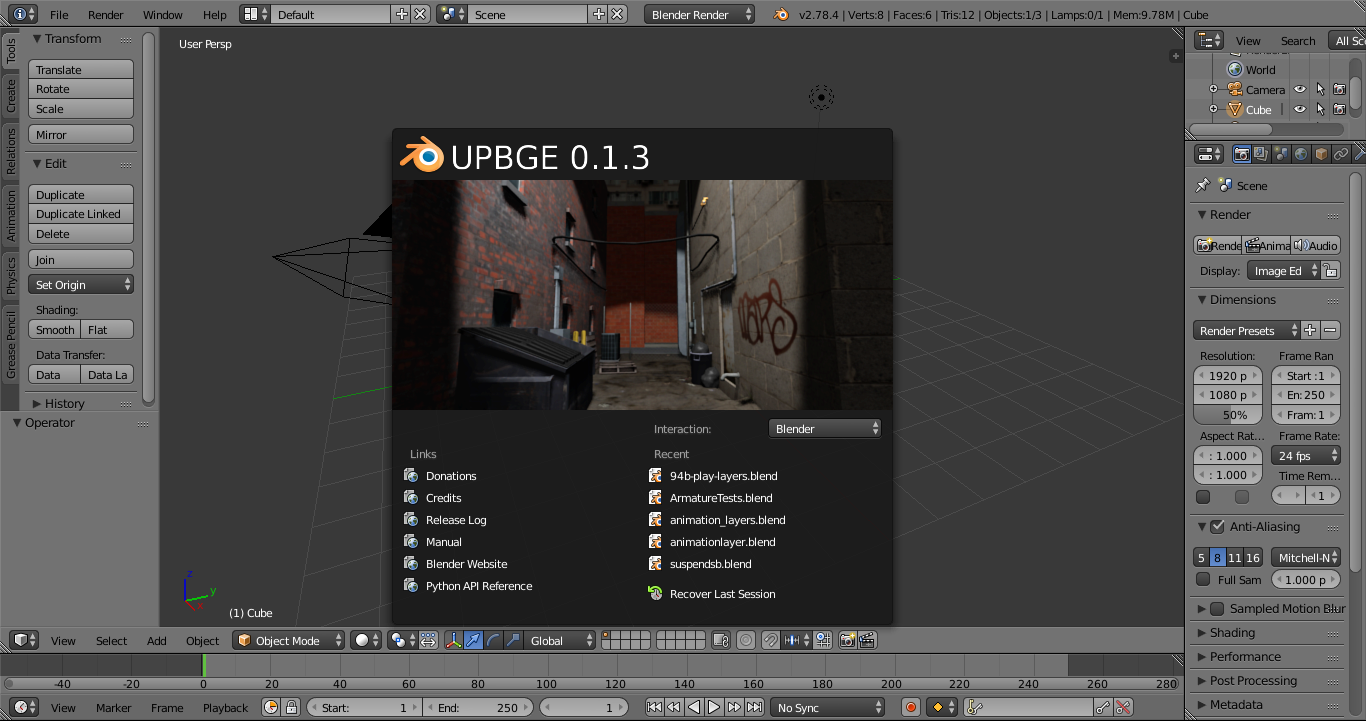 File Render Window Help Default Scene Blender Render v2.78.4 | Verts:8 | Faces:6 | Tris:12 | Objects:1/3 | Lamps:0/1 | Mem:9.78M | Cube
Tools
Create
Relations
Animation
Physics
Grease Pencil
Transform
Translate
Rotate
Scale
Mirror
Edit
Duplicate
Duplicate Linked
Delete
Join
Set Origin
Shading:
Smooth Flat
Data Transfer:
Data Data La
History
Operator
User Persp
UPBGE 0.1.3
Interaction: Blender
Links
Donations
Credits
Release Log
Manual
Blender Website
Python API Reference
Recent
94b-play-layers.blend
ArmatureTests.blend
animation_layers.blend
animationlayer.blend
suspendsb.blend
Recover Last Session
z
y
x
(1) Cube
View Select Add Object Object Mode Global
-40 -20 0 20 40 60 80 100 120 140 160 180 200 220 240 260 280
View Marker Frame Playback Start: 1 End: 250 1 No Sync
View Search All Sc
World
Camera
Cube
Scene
Render
Rende Anima Audio
Display: Image Ed
Dimensions
Render Presets
Resolution: Frame Ran
1920 p Start :1
1080 p En: 250
50% Fram: 1
Aspect Rat... Frame Rate:
: 1.000 24 fps
: 1.000 Time Rem...
1
Anti-Aliasing
5 8 11 16 Mitchell-N
Full Sam 1.000 p
Sampled Motion Blur
Shading
Performance
Post Processing
Metadata